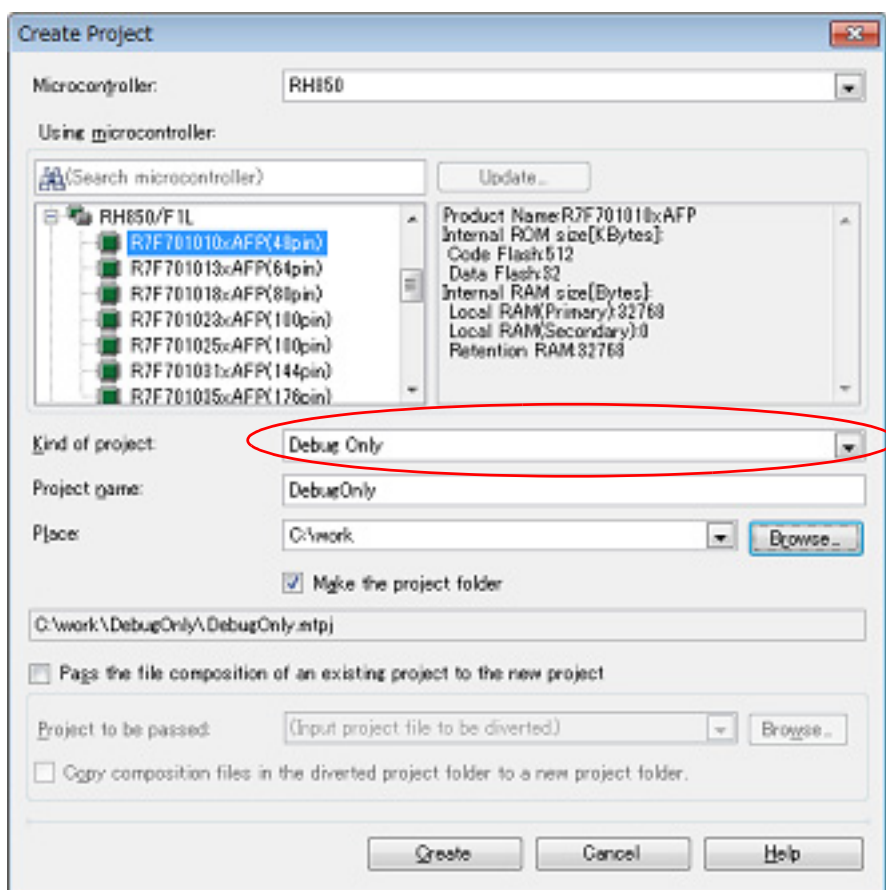 Create Project
Microcontroller: RH850
Using microcontroller:
(Search microcontroller) Update...
RH850/F1L
R7F701010xAFP(48pin)
R7F701013xAFP(64pin)
R7F701018xAFP(80pin)
R7F701023xAFP(100pin)
R7F701025xAFP(100pin)
R7F701031xAFP(144pin)
R7F701035xAFP(176pin)
Product Name:R7F701010xAFP
Internal ROM size[KBytes]:
Code Flash:512
Data Flash:32
Internal RAM size[Bytes]:
Local RAM(Primary):32768
Local RAM(Secondary):0
Retention RAM:32768
Kind of project: Debug Only
Project name: DebugOnly
Place: C:\work Browse...
Make the project folder
C:\work\DebugOnly\DebugOnly.mtpj
Pass the file composition of an existing project to the new project
Project to be passed: (Input project file to be diverted.) Browse...
Copy composition files in the diverted project folder to a new project folder.
Create Cancel Help